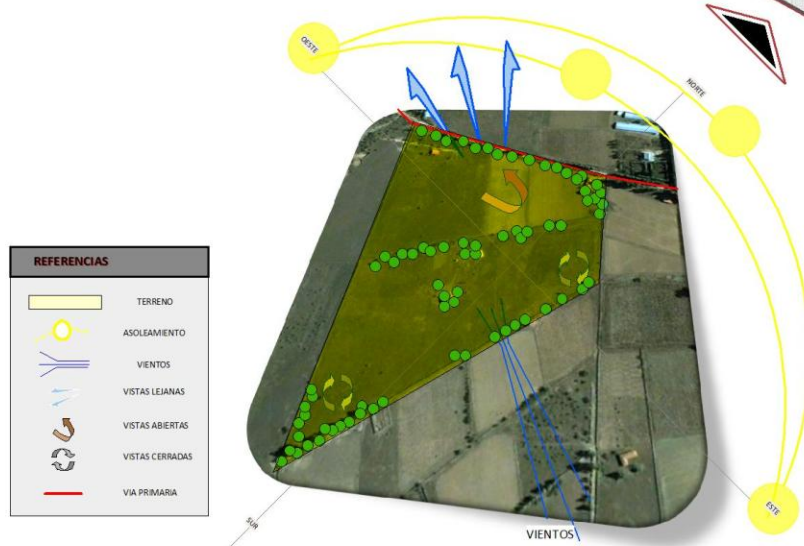 OESTE
NORTE
REFERENCIAS
TERRENO
ASOLEAMIENTO
VIENTOS
VISTAS LEJANAS
VISTAS ABIERTAS
VISTAS CERRADAS
VIA PRIMARIA
SUR
VIENTOS
ESTE